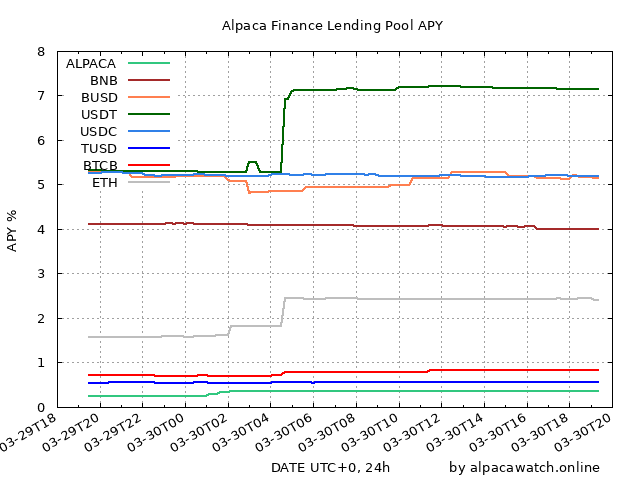 Alpaca Finance Lending Pool APY
8
7
6
5
4
3
2
1
0
APY %
ALPACA
BNB
BUSD
USDT
USDC
TUSD
BTCB
ETH
03-29T18
03-29T20
03-29T22
03-30T00
03-30T02
03-30T04
03-30T06
03-30T08
03-30T10
03-30T12
03-30T14
03-30T16
03-30T18
03-30T20
DATE UTC+0, 24h
by alpacawatch.online